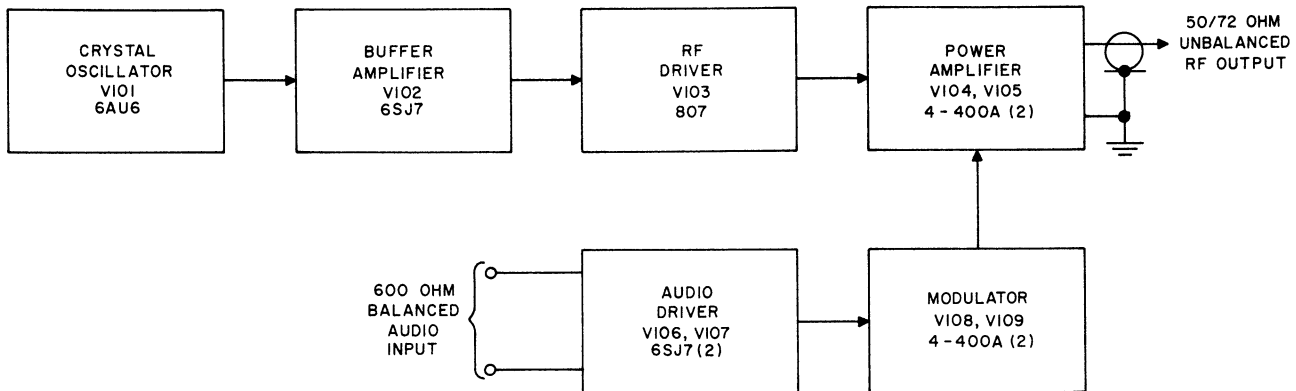 CRYSTAL
OSCILLATOR
V101
6AU6
BUFFER
AMPLIFIER
V102
6SJ7
RF
DRIVER
V103
807
POWER
AMPLIFIER
V104, V105
4-400A (2)
50/72 OHM
UNBALANCED
RF OUTPUT
600 OHM
BALANCED
AUDIO
INPUT
AUDIO
DRIVER
V106, V107
6SJ7 (2)
MODULATOR
V108, V109
4-400A (2)